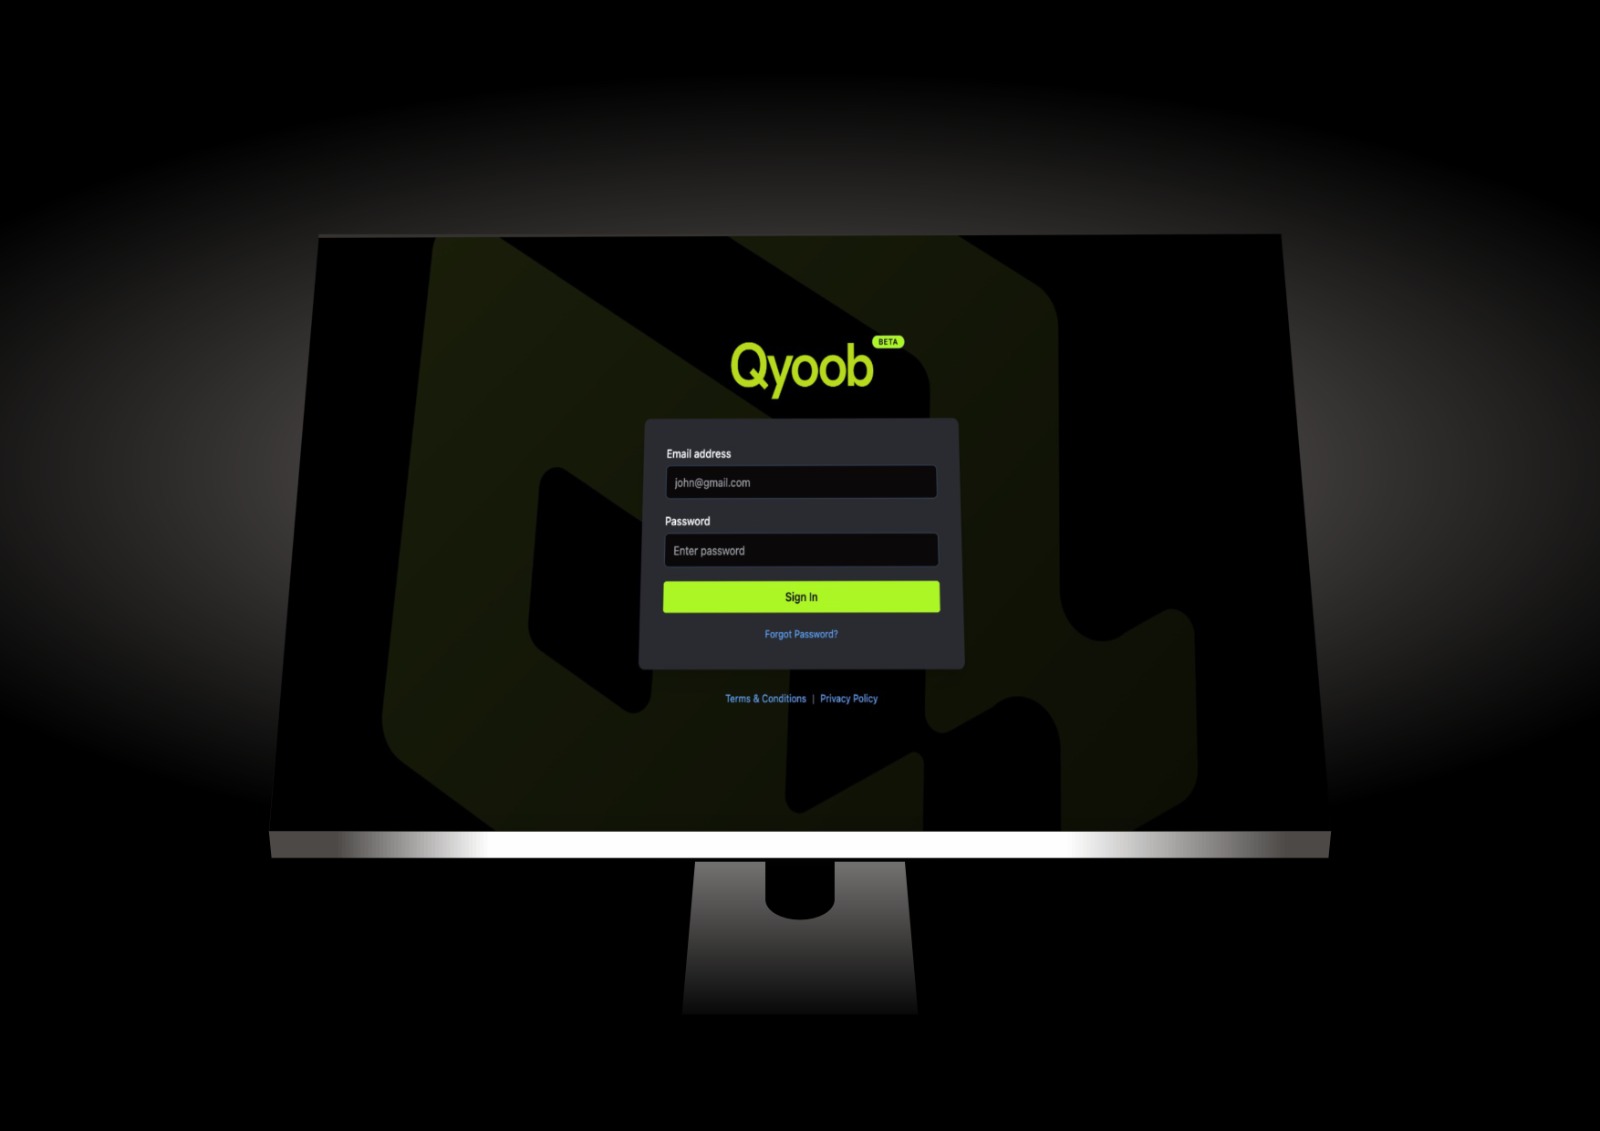 Qyoob BETA
Email address
john@gmail.com
Password
Enter password
Sign In
Forgot Password?
Terms & Conditions | Privacy Policy